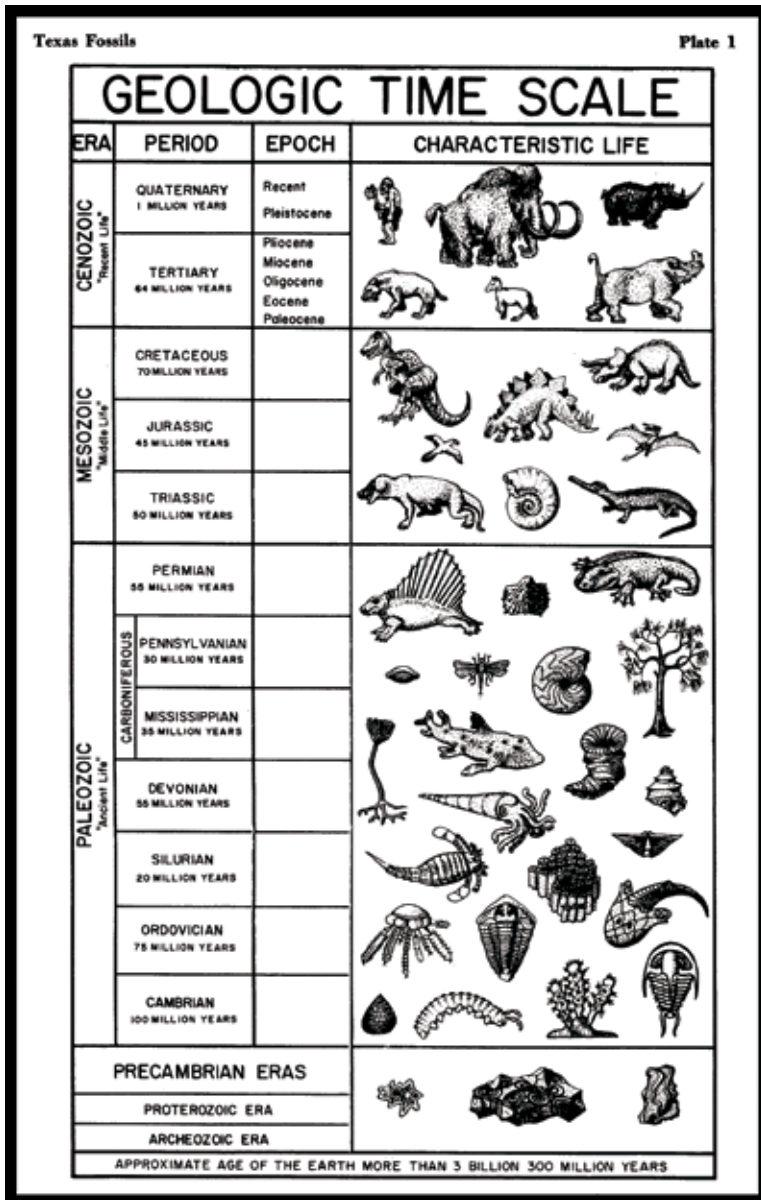 Texas Fossils
Plate 1
GEOLOGIC TIME SCALE
ERA
PERIOD
EPOCH
CHARACTERISTIC LIFE
CENOZOIC
"Recent Life"
QUATERNARY
1 MILLION YEARS
Recent
Pleistocene
TERTIARY
64 MILLION YEARS
Pliocene
Miocene
Oligocene
Eocene
Paleocene
MESOZOIC
"Middle Life"
CRETACEOUS
70 MILLION YEARS
JURASSIC
45 MILLION YEARS
TRIASSIC
50 MILLION YEARS
PALEOZOIC
"Ancient Life"
PERMIAN
55 MILLION YEARS
CARBONIFEROUS
PENNSYLVANIAN
30 MILLION YEARS
MISSISSIPPIAN
35 MILLION YEARS
DEVONIAN
55 MILLION YEARS
SILURIAN
20 MILLION YEARS
ORDOVICIAN
75 MILLION YEARS
CAMBRIAN
100 MILLION YEARS
PRECAMBRIAN ERAS
PROTEROZOIC ERA
ARCHEOZOIC ERA
APPROXIMATE AGE OF THE EARTH MORE THAN 3 BILLION 300 MILLION YEARS